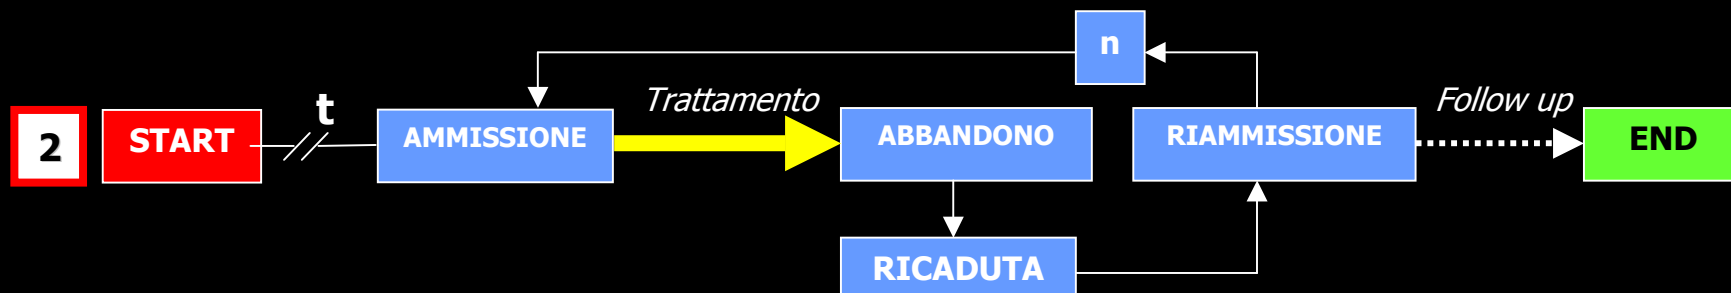 n
t
Trattamento
Follow up
2
START
AMMISSIONE
ABBANDONO
RIAMMISSIONE
END
RICADUTA